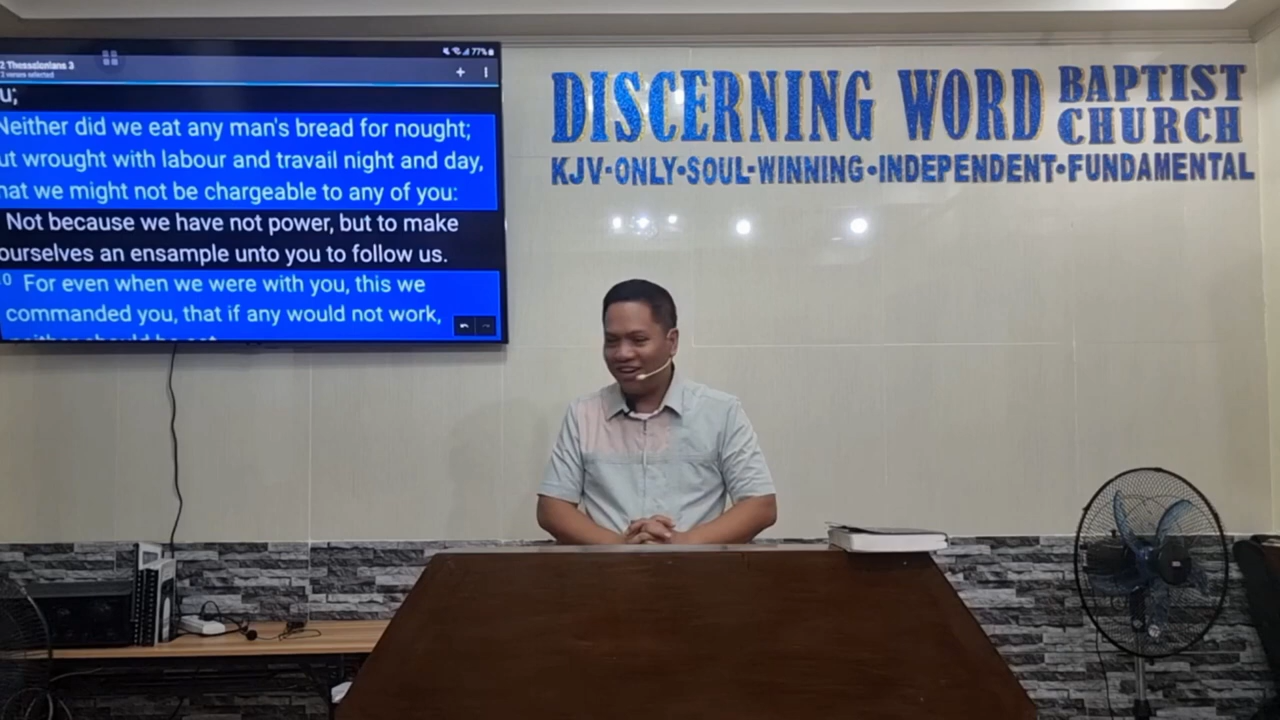 2 Thessalonians 3
77%
u;
Neither did we eat any man's bread for nought;
ut wrought with labour and travail night and day,
hat we might not be chargeable to any of you:
Not because we have not power, but to make
ourselves an ensample unto you to follow us.
0 For even when we were with you, this we
commanded you, that if any would not work,
DISCERNING WORD BAPTIST CHURCH
KJV-ONLY•SOUL-WINNING•INDEPENDENT•FUNDAMENTAL